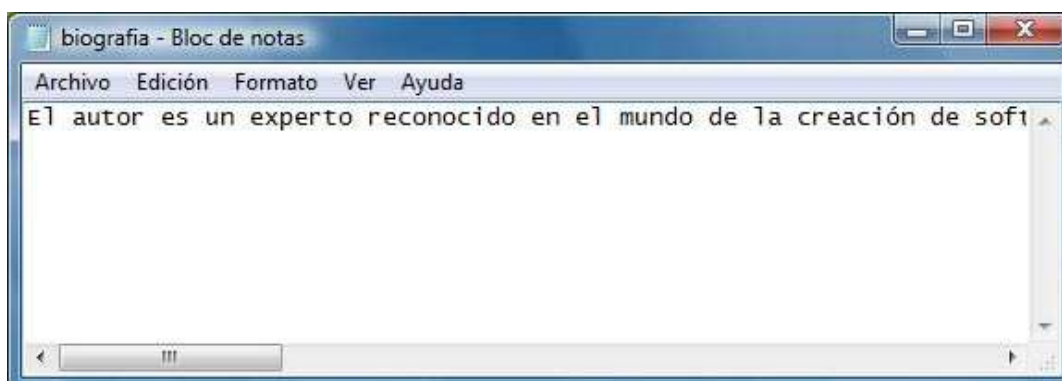 biografia - Bloc de notas
Archivo Edición Formato Ver Ayuda
El autor es un experto reconocido en el mundo de la creación de soft